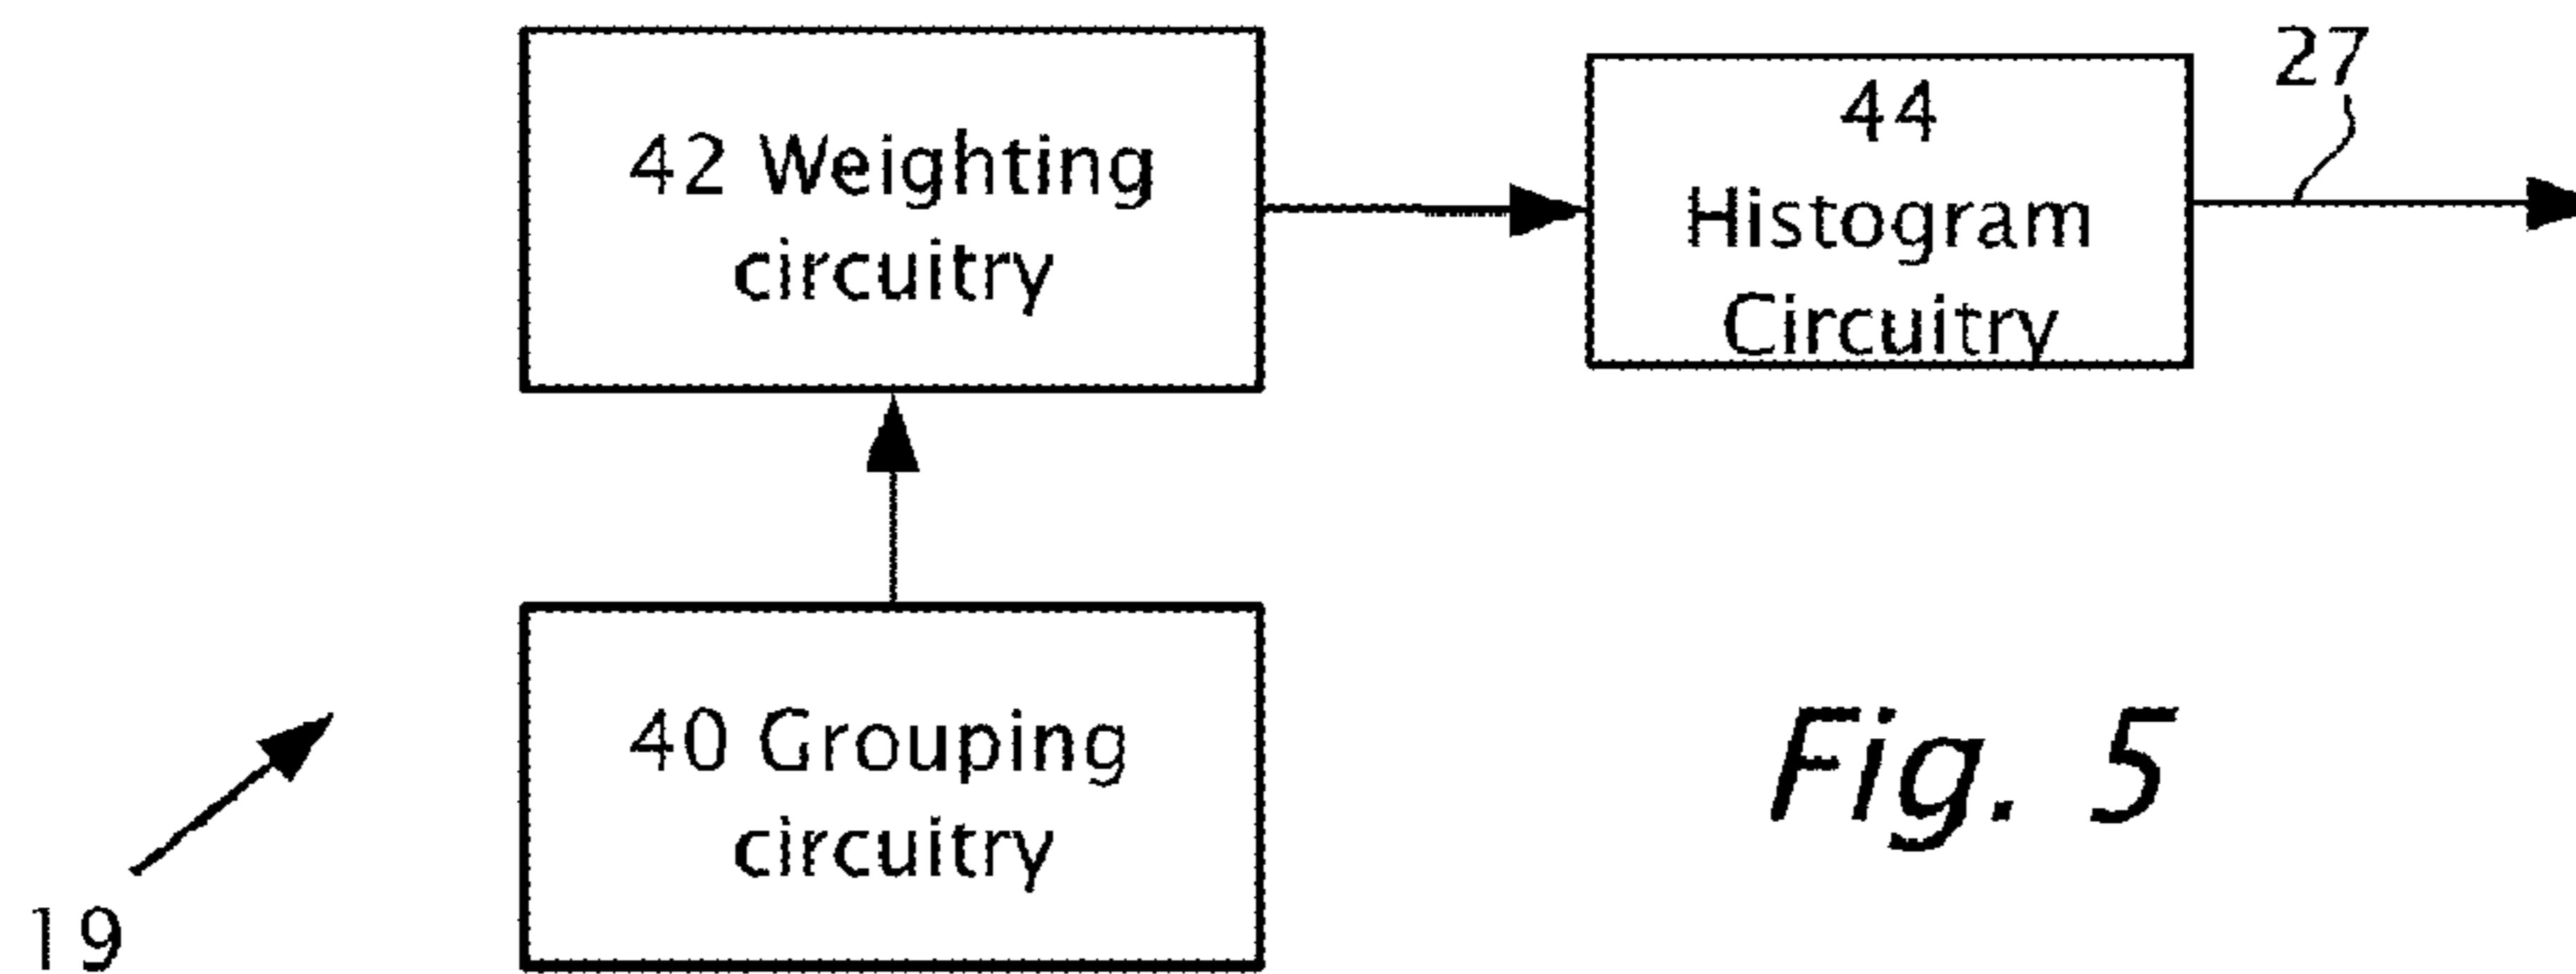 42 Weighting
circuitry
44
Histogram
Circuitry
27
40 Grouping
circuitry
19
Fig. 5